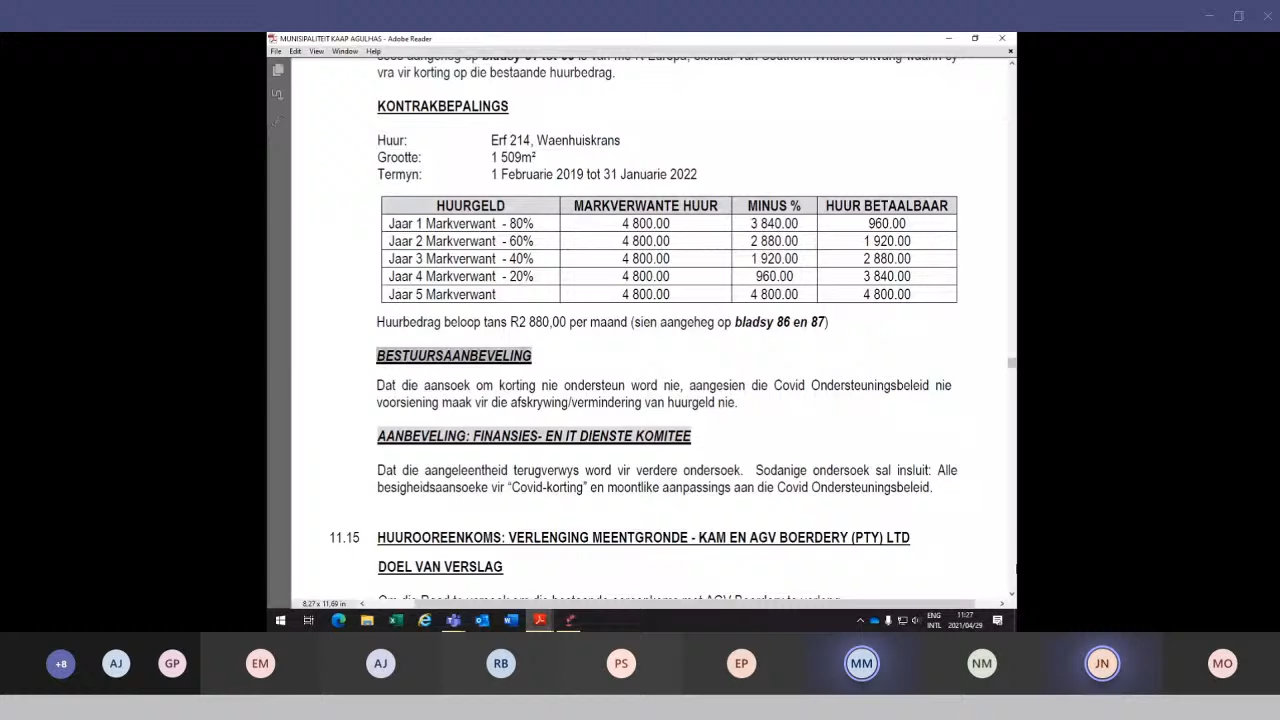 MUNISIPALITEIT KAAP AGULHAS - Adobe Reader
File Edit View Window Help
bladsy
vra vir korting op die bestaande huurbedrag.
KONTRAKBEPALINGS
Huur: Erf 214, Waenhuiskrans
Grootte: 1 509m²
Termyn: 1 Februarie 2019 tot 31 Januarie 2022
HUURGELD MARKVERWANTE HUUR MINUS % HUUR BETAALBAAR
Jaar 1 Markverwant - 80% 4 800.00 3 840.00 960.00
Jaar 2 Markverwant - 60% 4 800.00 2 880.00 1 920.00
Jaar 3 Markverwant - 40% 4 800.00 1 920.00 2 880.00
Jaar 4 Markverwant - 20% 4 800.00 960.00 3 840.00
Jaar 5 Markverwant 4 800.00 4 800.00 4 800.00
Huurbedrag beloop tans R2 880,00 per maand (sien aangeheg op bladsy 86 en 87)
BESTUURSAANBEVELING
Dat die aansoek om korting nie ondersteun word nie, aangesien die Covid Ondersteuningsbeleid nie
voorsiening maak vir die afskrywing/vermindering van huurgeld nie.
AANBEVELING: FINANSIES- EN IT DIENSTE KOMITEE
Dat die aangeleentheid terugverwys word vir verdere ondersoek. Sodanige ondersoek sal insluit: Alle
besigheidsaansoeke vir “Covid-korting” en moontlike aanpassings aan die Covid Ondersteuningsbeleid.
11.15 HUUROOREENKOMS: VERLENGING MEENTGRONDE - KAM EN AGV BOERDERY (PTY) LTD
DOEL VAN VERSLAG
8,27 x 11,69 in
ENG 11:27
INTL 2021/04/29
+8 AJ GP EM AJ RB PS EP MM NM JN MO